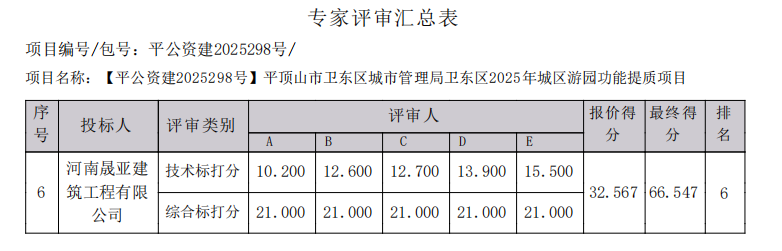 专家评审汇总表
项目编号/包号：平公资建2025298号/
项目名称：【平公资建2025298号】平顶山市卫东区城市管理局卫东区2025年城区游园功能提质项目
序号 投标人 评审类别 评审人 报价得分 最终得分 排名
A B C D E
6 河南晟亚建筑工程有限公司 技术标打分 10.200 12.600 12.700 13.900 15.500 32.567 66.547 6
综合标打分 21.000 21.000 21.000 21.000 21.000